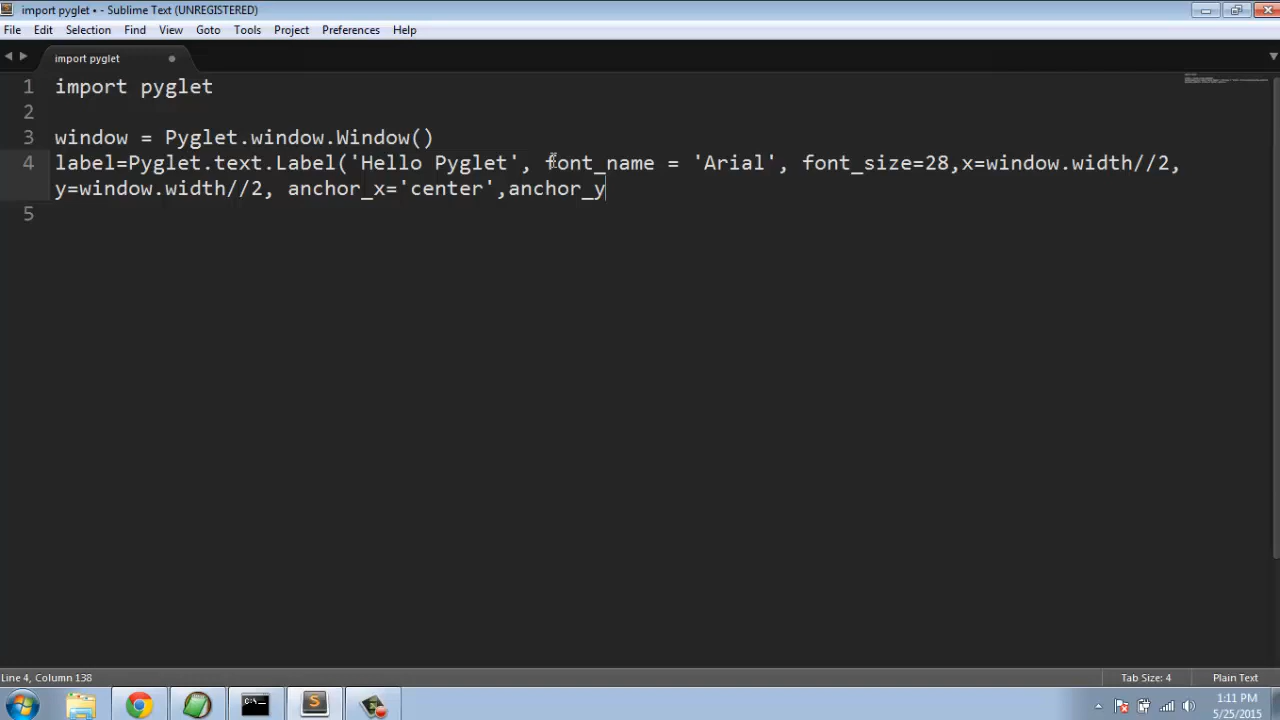 import pyglet • - Sublime Text (UNREGISTERED)
File Edit Selection Find View Goto Tools Project Preferences Help
import pyglet
1 import pyglet
2
3 window = Pyglet.window.Window()
4 label=Pyglet.text.Label('Hello Pyglet', font_name = 'Arial', font_size=28,x=window.width//2,
y=window.width//2, anchor_x='center',anchor_y
5
Line 4, Column 138 Tab Size: 4 Plain Text
C:\_
1:11 PM
5/25/2015